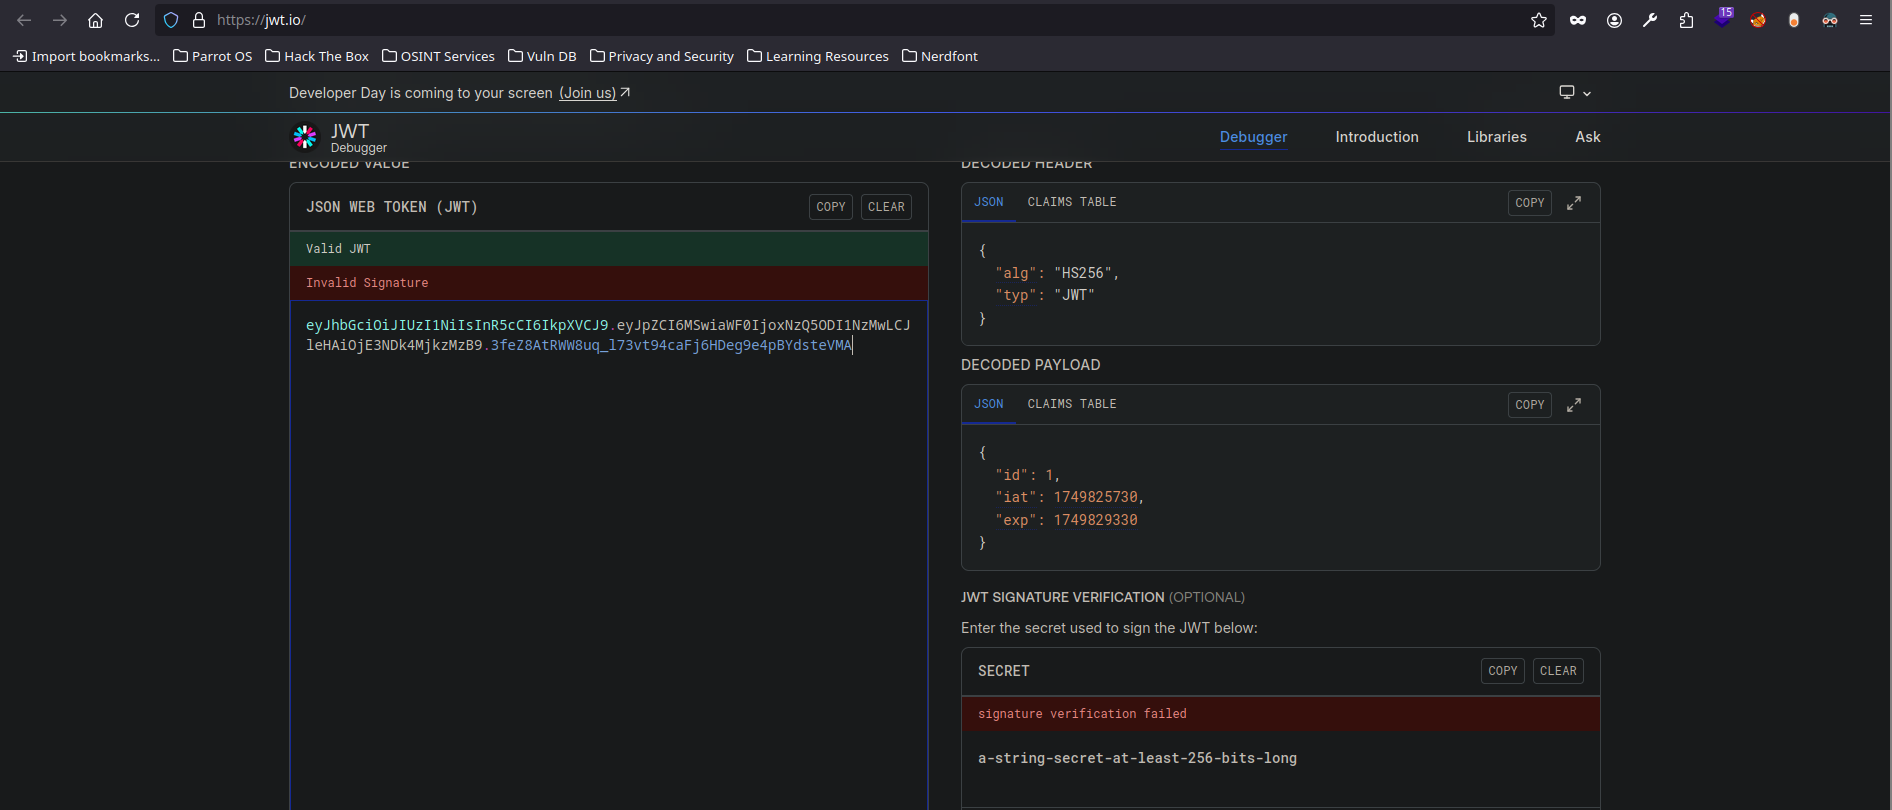 https://jwt.io/
15
Import bookmarks...
Parrot OS
Hack The Box
OSINT Services
Vuln DB
Privacy and Security
Learning Resources
Nerdfont
Developer Day is coming to your screen (Join us)
JWT
Debugger
Debugger
Introduction
Libraries
Ask
ENCODED VALUE
JSON WEB TOKEN (JWT)
COPY
CLEAR
Valid JWT
Invalid Signature
eyJhbGciOiJIUzI1NiIsInR5cCI6IkpXVCJ9.eyJpZCI6MSwiaWF0IjoxNzQ5ODI1NzMwLCJ
leHAiOjE3NDk4MjkzMzB9.3feZ8AtRWW8uq_l73vt94caFj6HDeg9e4pBYdsteVMA
DECODED HEADER
JSON
CLAIMS TABLE
COPY
{
"alg": "HS256",
"typ": "JWT"
}
DECODED PAYLOAD
JSON
CLAIMS TABLE
COPY
{
"id": 1,
"iat": 1749825730,
"exp": 1749829330
}
JWT SIGNATURE VERIFICATION (OPTIONAL)
Enter the secret used to sign the JWT below:
SECRET
COPY
CLEAR
signature verification failed
a-string-secret-at-least-256-bits-long